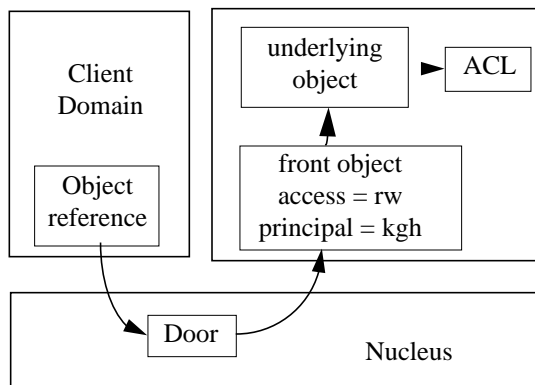 Client
Domain
Object
reference
underlying
object
ACL
front object
access = rw
principal = kgh
Door
Nucleus